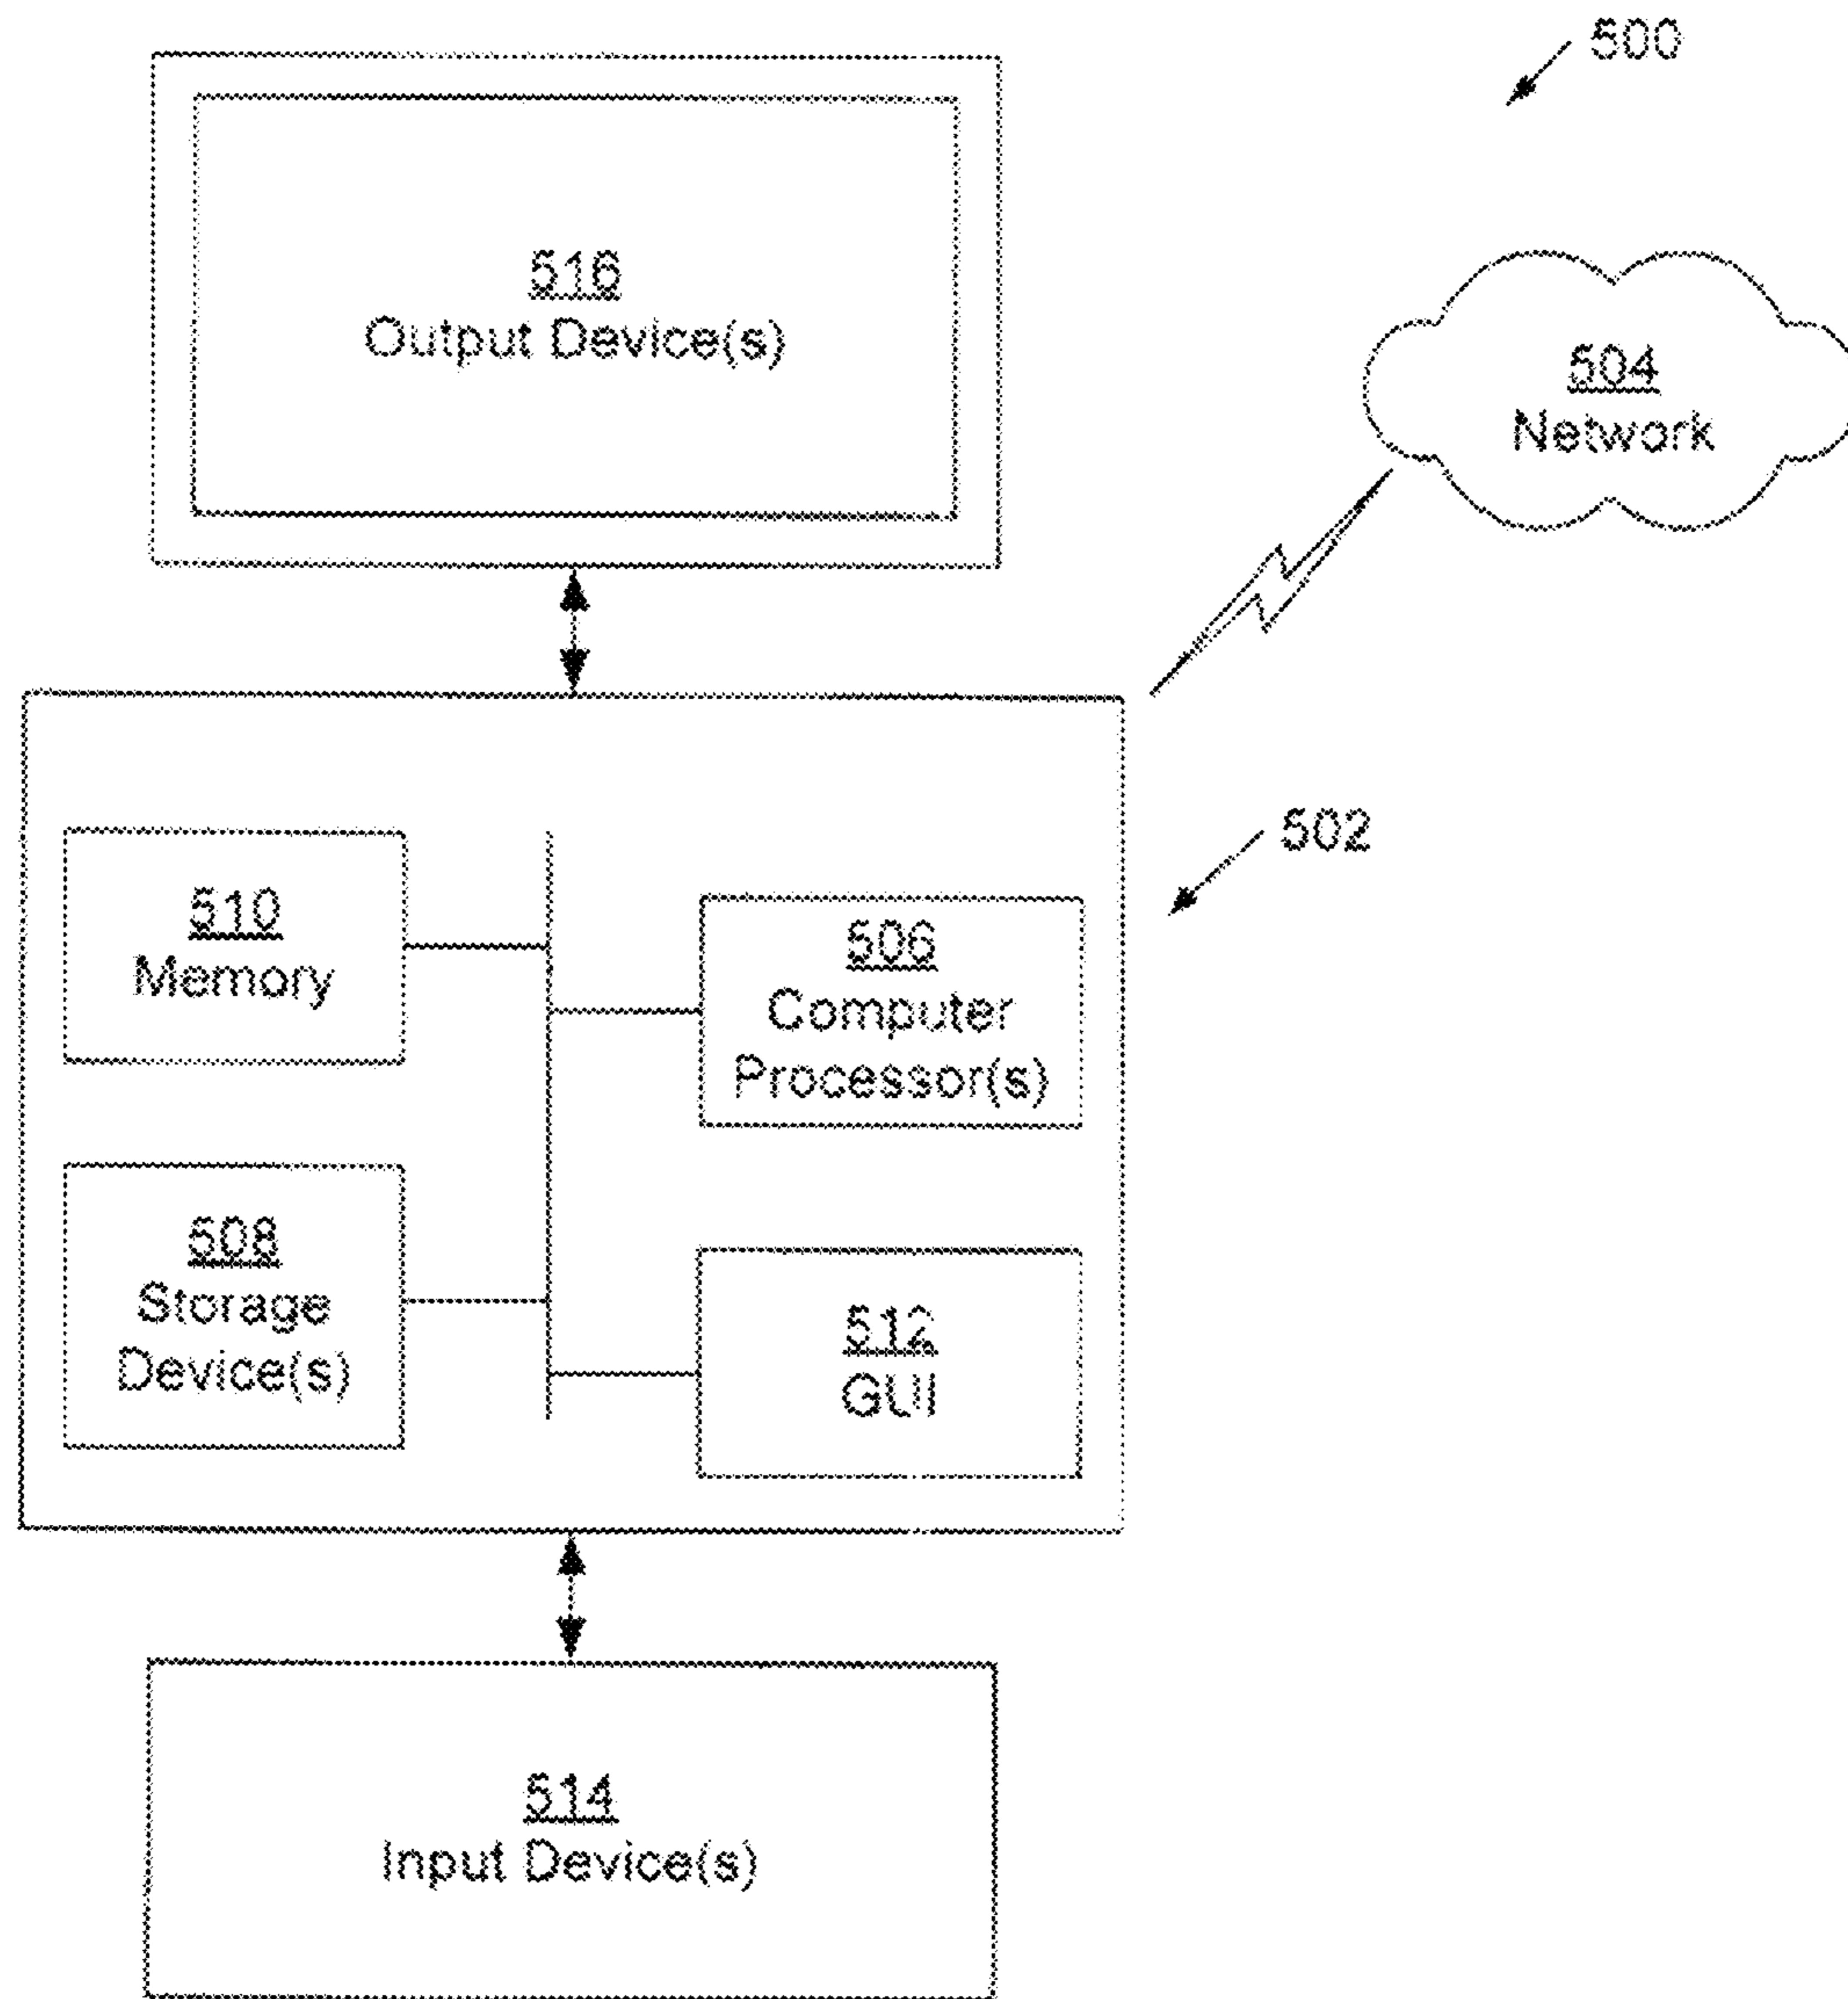 500
516
Output Device(s)
504
Network
502
510
Memory
506
Computer
Processor(s)
508
Storage
Device(s)
512
GUI
514
Input Device(s)